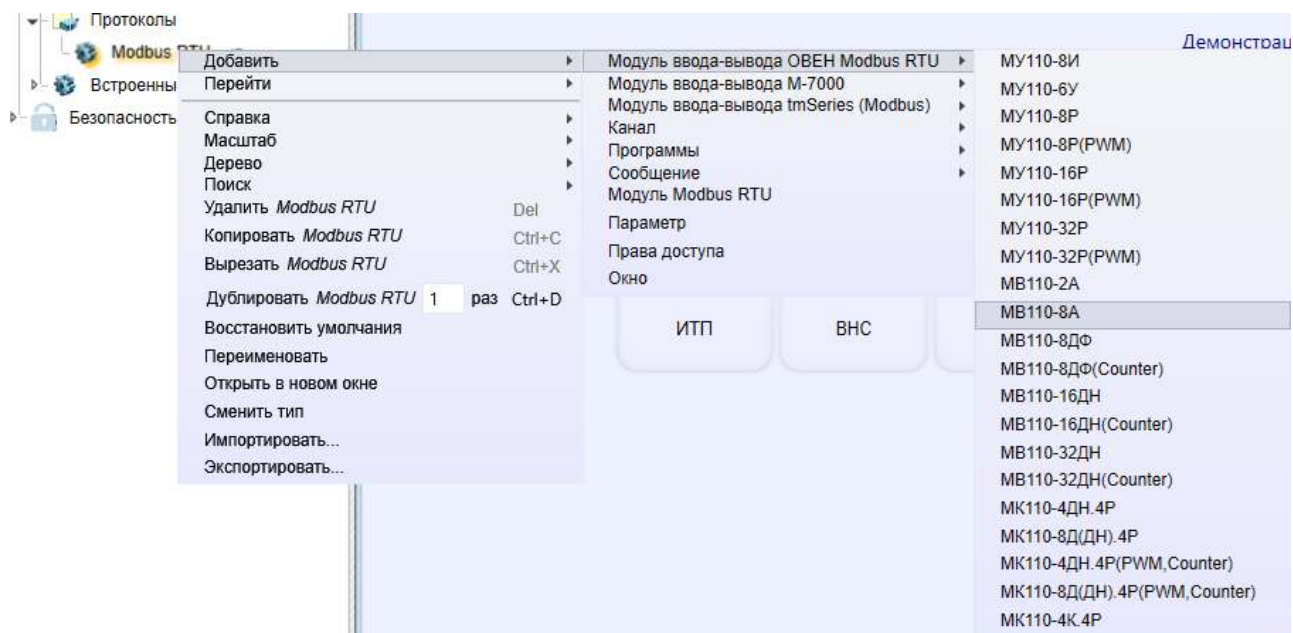 Протоколы
Modbus RTU
Встроенны
Безопасность
Добавить
Перейти
Справка
Масштаб
Дерево
Поиск
Удалить Modbus RTU Del
Копировать Modbus RTU Ctrl+C
Вырезать Modbus RTU Ctrl+X
Дублировать Modbus RTU 1 раз Ctrl+D
Восстановить умолчания
Переименовать
Открыть в новом окне
Сменить тип
Импортировать...
Экспортировать...
Модуль ввода-вывода ОВЕН Modbus RTU
Модуль ввода-вывода М-7000
Модуль ввода-вывода tmSeries (Modbus)
Канал
Программы
Сообщение
Модуль Modbus RTU
Параметр
Права доступа
Окно
ИТП
ВНС
Демонстрац
МУ110-8И
МУ110-6У
МУ110-8Р
МУ110-8Р(PWM)
МУ110-16Р
МУ110-16Р(PWM)
МУ110-32Р
МУ110-32Р(PWM)
МВ110-2А
МВ110-8А
МВ110-8ДФ
МВ110-8ДФ(Counter)
МВ110-16ДН
МВ110-16ДН(Counter)
МВ110-32ДН
МВ110-32ДН(Counter)
МК110-4ДН.4Р
МК110-8Д(ДН).4Р
МК110-4ДН.4Р(PWM,Counter)
МК110-8Д(ДН).4Р(PWM,Counter)
МК110-4К.4Р